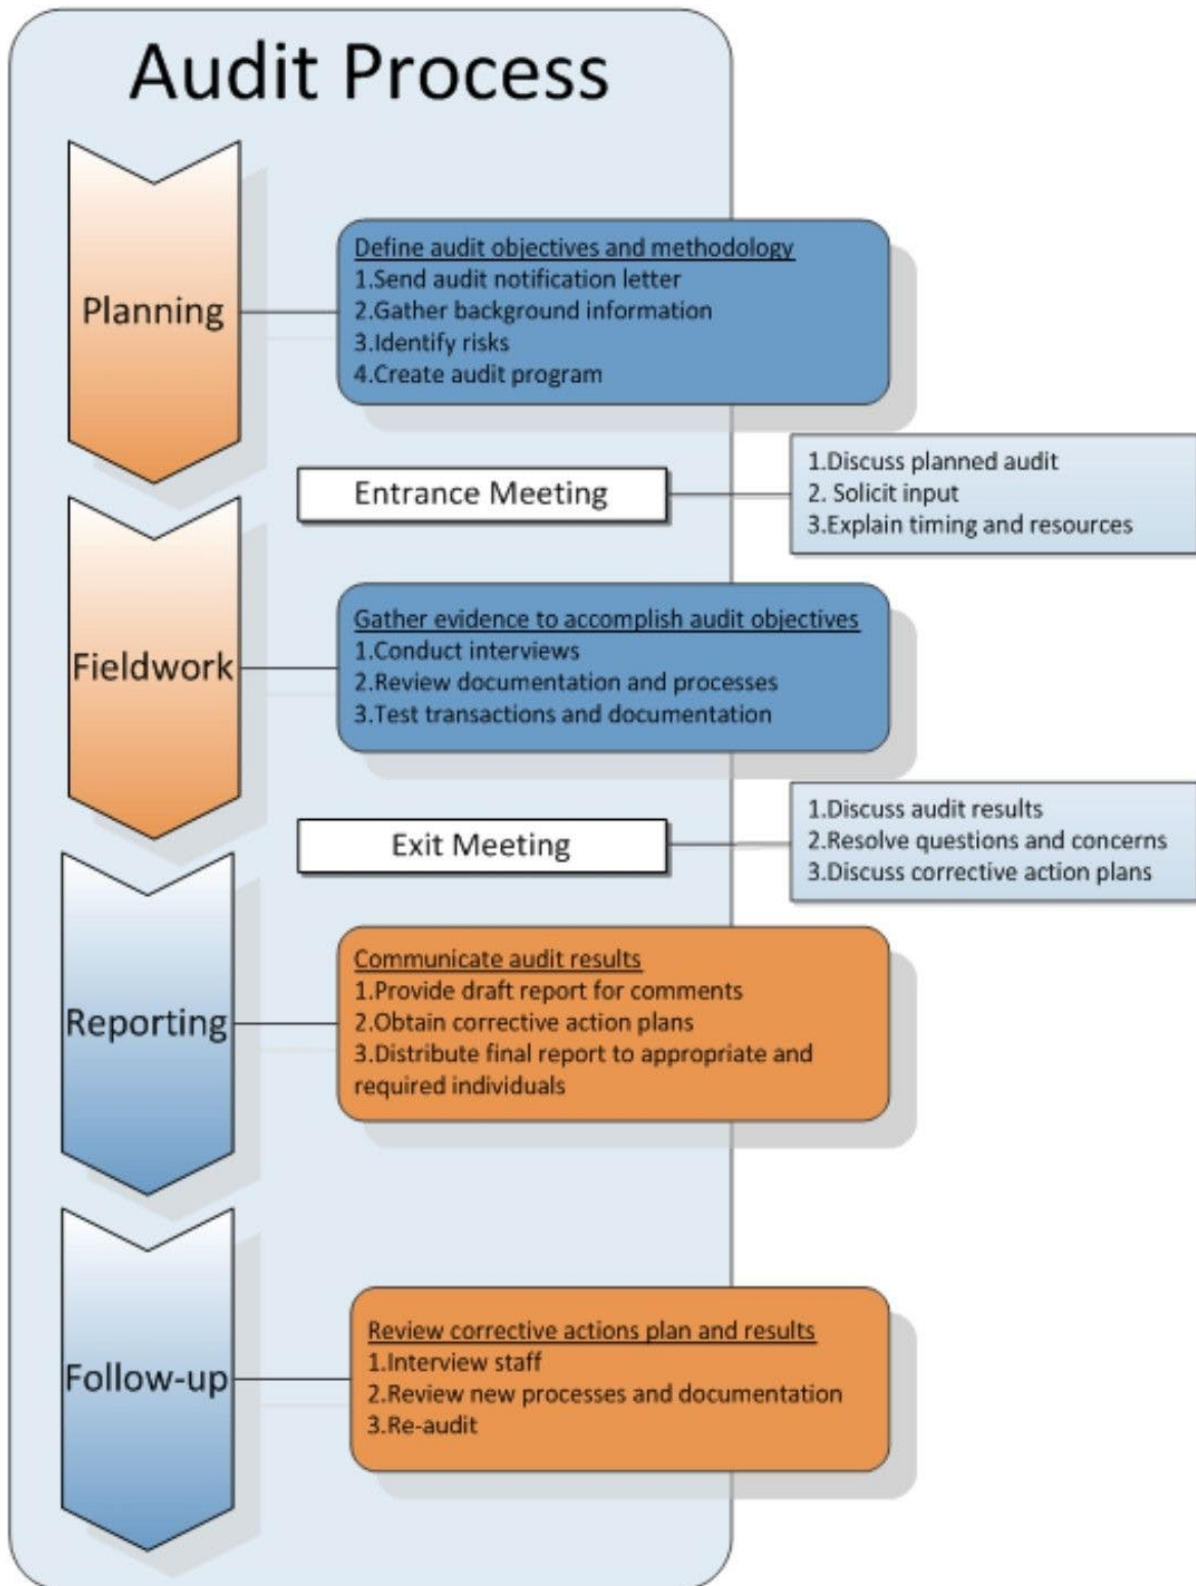 Audit Process
Planning
Define audit objectives and methodology
1.Send audit notification letter
2.Gather background information
3.Identify risks
4.Create audit program
Entrance Meeting
1.Discuss planned audit
2. Solicit input
3.Explain timing and resources
Fieldwork
Gather evidence to accomplish audit objectives
1.Conduct interviews
2.Review documentation and processes
3.Test transactions and documentation
Exit Meeting
1.Discuss audit results
2.Resolve questions and concerns
3.Discuss corrective action plans
Reporting
Communicate audit results
1.Provide draft report for comments
2.Obtain corrective action plans
3.Distribute final report to appropriate and
required individuals
Follow-up
Review corrective actions plan and results
1.Interview staff
2.Review new processes and documentation
3.Re-audit